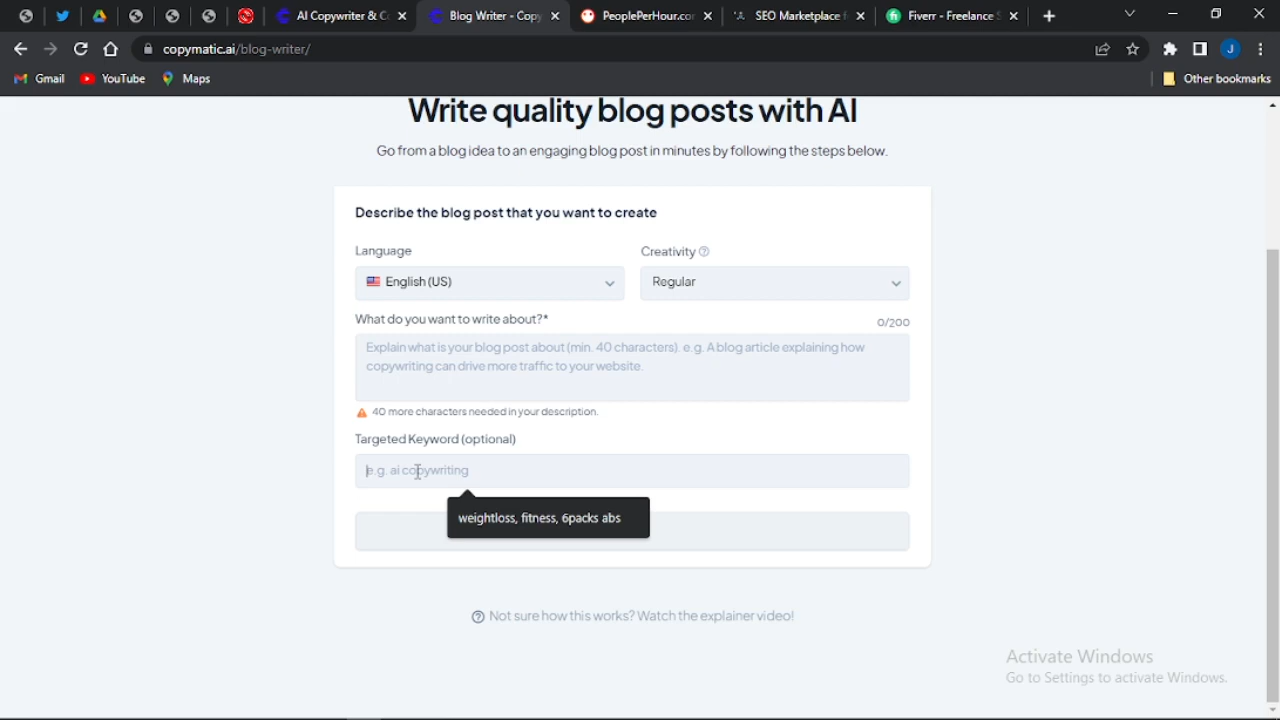 AI Copywriter & C
Blog Writer - Copy
PeoplePerHour.com
SEO Marketplace f
Fiverr - Freelance S
copymatic.ai/blog-writer/
J
Gmail
YouTube
Maps
Other bookmarks
Write quality blog posts with AI
Go from a blog idea to an engaging blog post in minutes by following the steps below.
Describe the blog post that you want to create
Language
Creativity
English (US)
Regular
What do you want to write about?*
0/200
Explain what is your blog post about (min. 40 characters). e.g. A blog article explaining how
copywriting can drive more traffic to your website.
40 more characters needed in your description.
Targeted Keyword (optional)
e.g. ai copywriting
weightloss, fitness, 6packs abs
Not sure how this works? Watch the explainer video!
Activate Windows
Go to Settings to activate Windows.